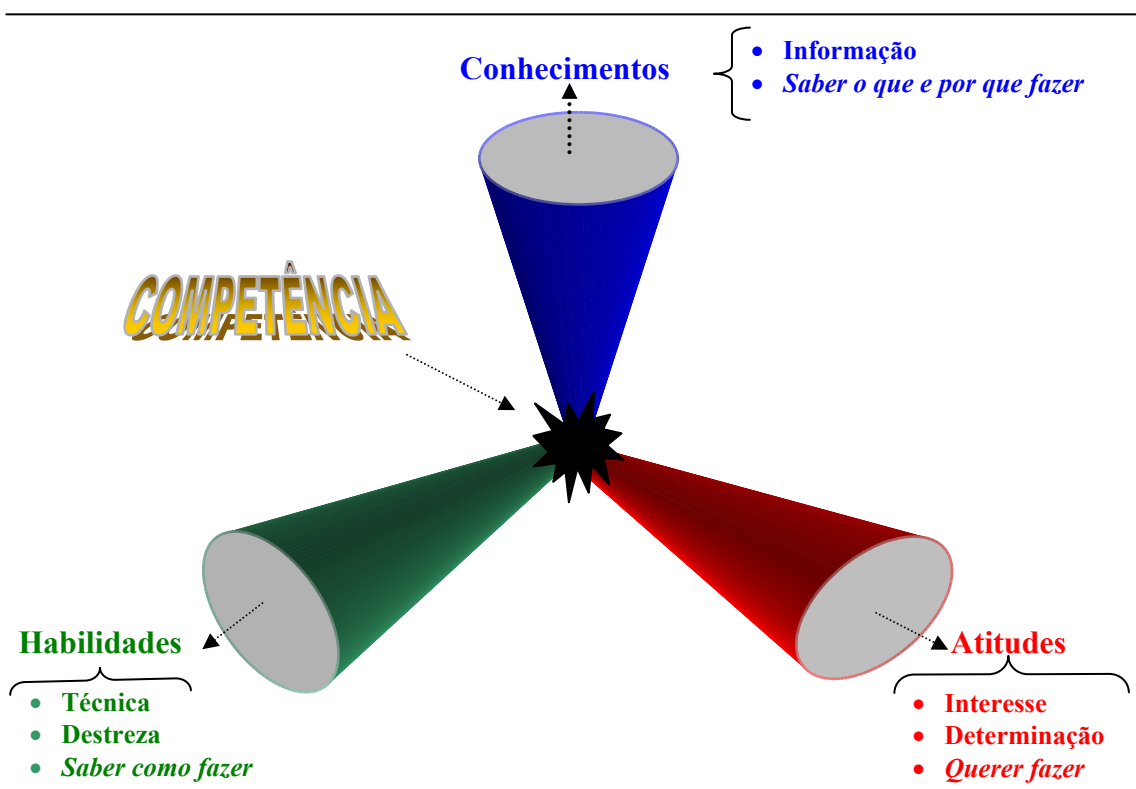 Conhecimentos
• Informação
• Saber o que e por que fazer
COMPETÊNCIA
Habilidades
• Técnica
• Destreza
• Saber como fazer
Atitudes
• Interesse
• Determinação
• Querer fazer